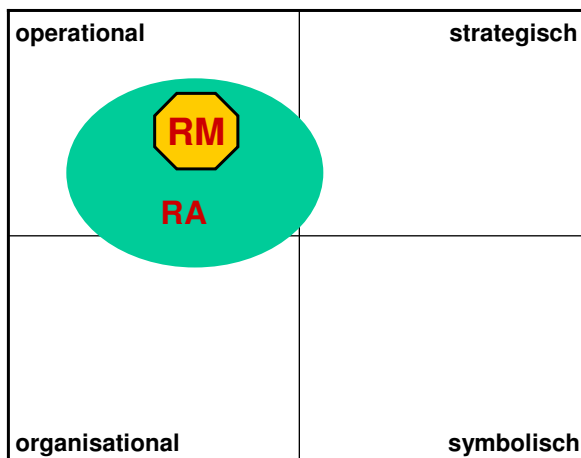 operational
strategisch
RM
RA
organisational
symbolisch